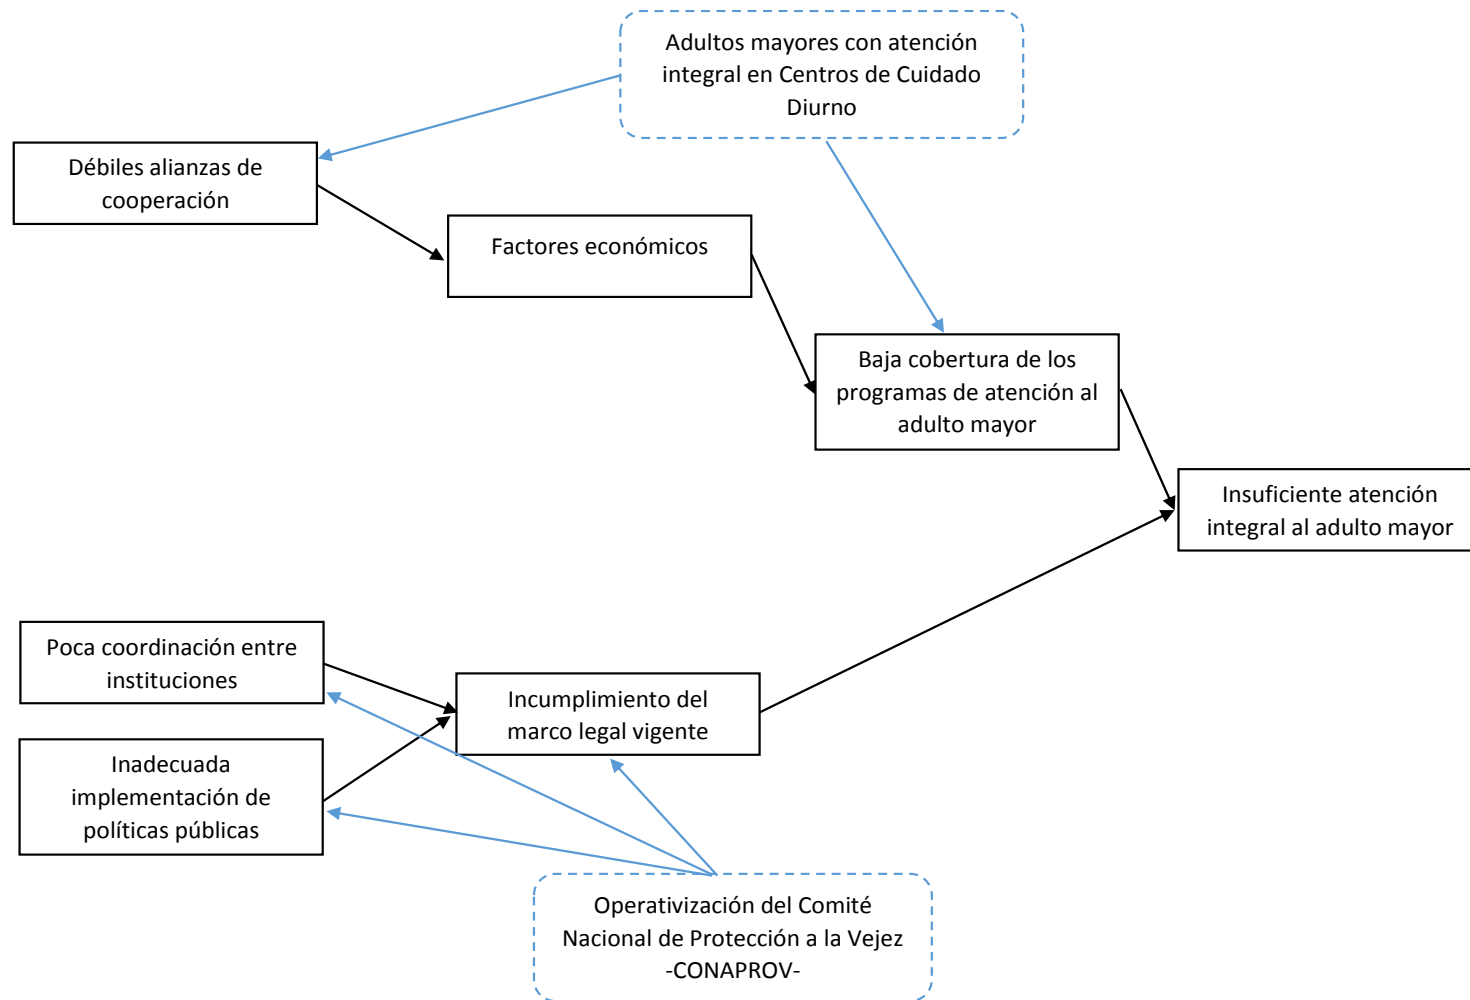 Adultos mayores con atención
integral en Centros de Cuidado
Diurno
Débiles alianzas de
cooperación
Factores económicos
Baja cobertura de los
programas de atención al
adulto mayor
Insuficiente atención
integral al adulto mayor
Poca coordinación entre
instituciones
Incumplimiento del
marco legal vigente
Inadecuada
implementación de
políticas públicas
Operativización del Comité
Nacional de Protección a la Vejez
-CONAPROV-